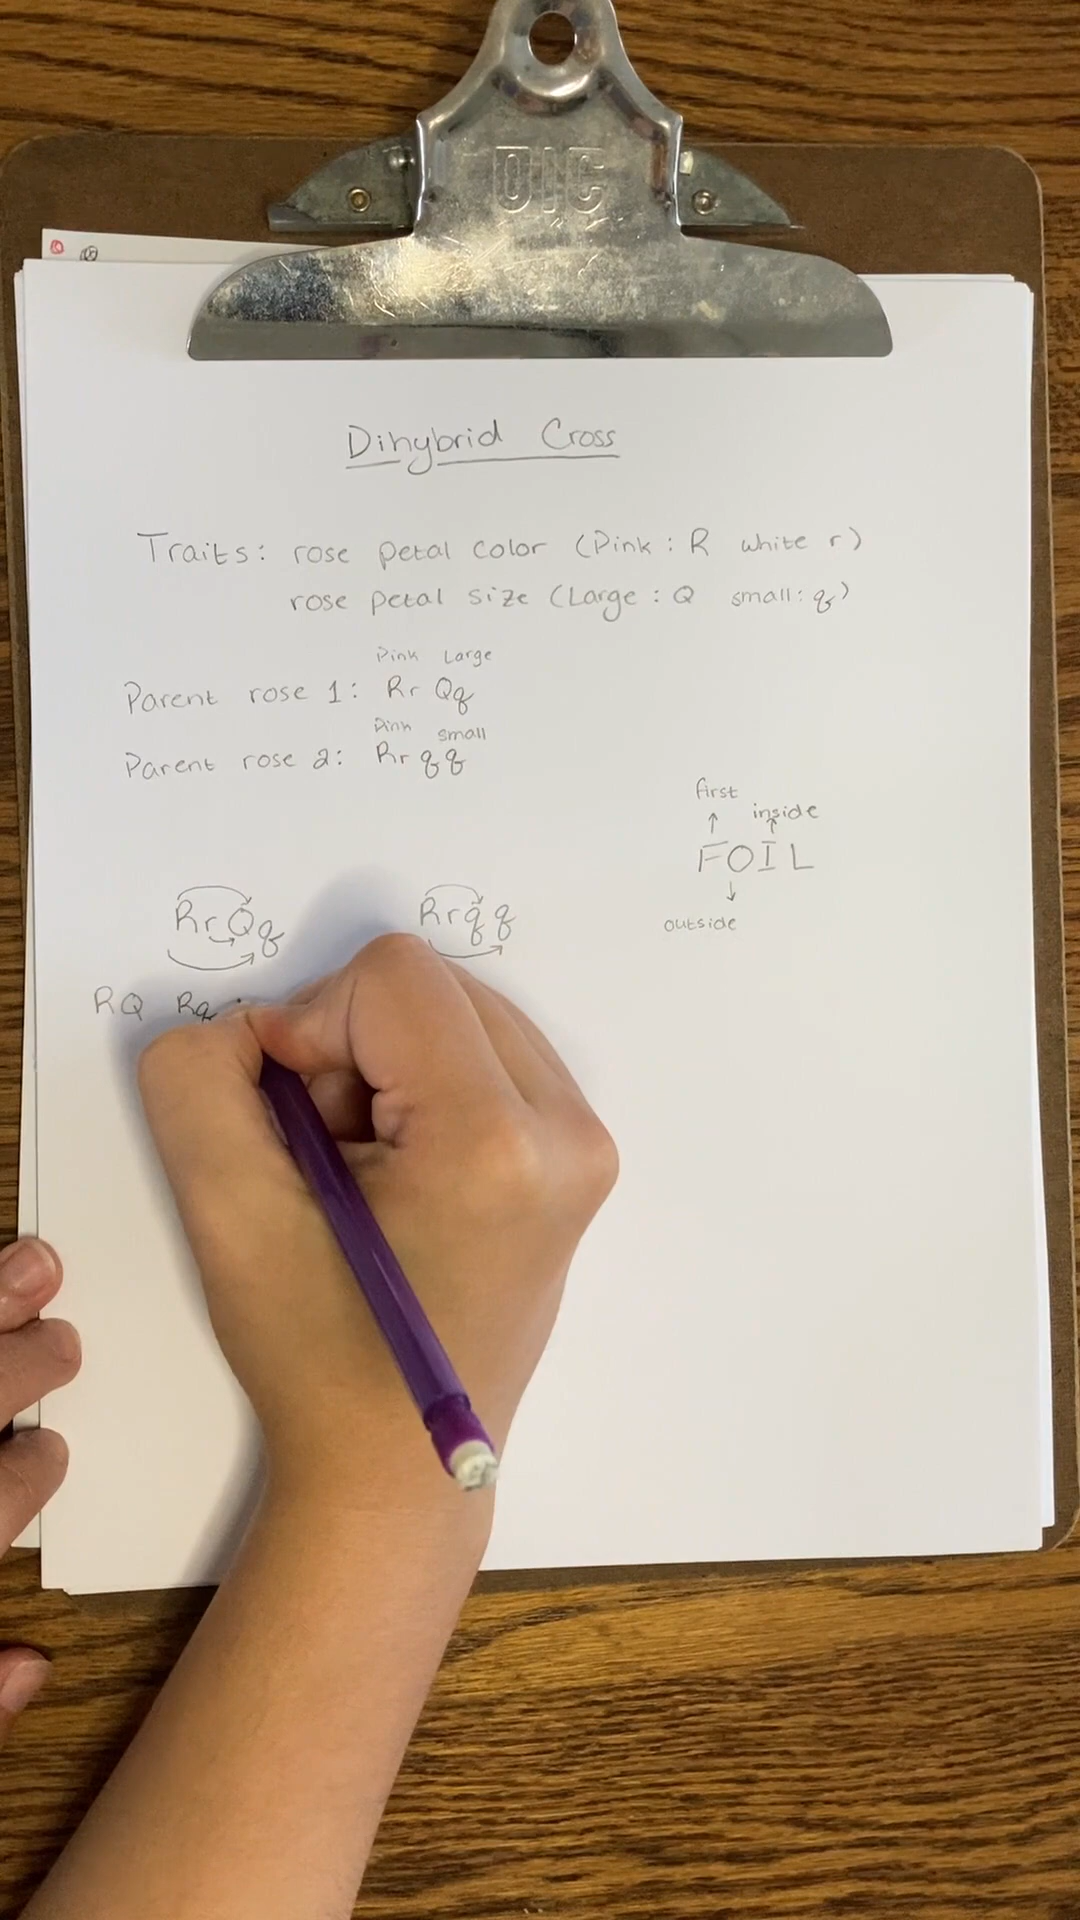 OIC
Dihybrid Cross
Traits: rose petal color (Pink: R white r)
rose petal size (Large: Q small: q)
Pink Large
Parent rose 1: Rr Qq
Pink small
Parent rose 2: Rr qq
first
inside
FOIL
outside
RrQq Rrqq
RQ Rq